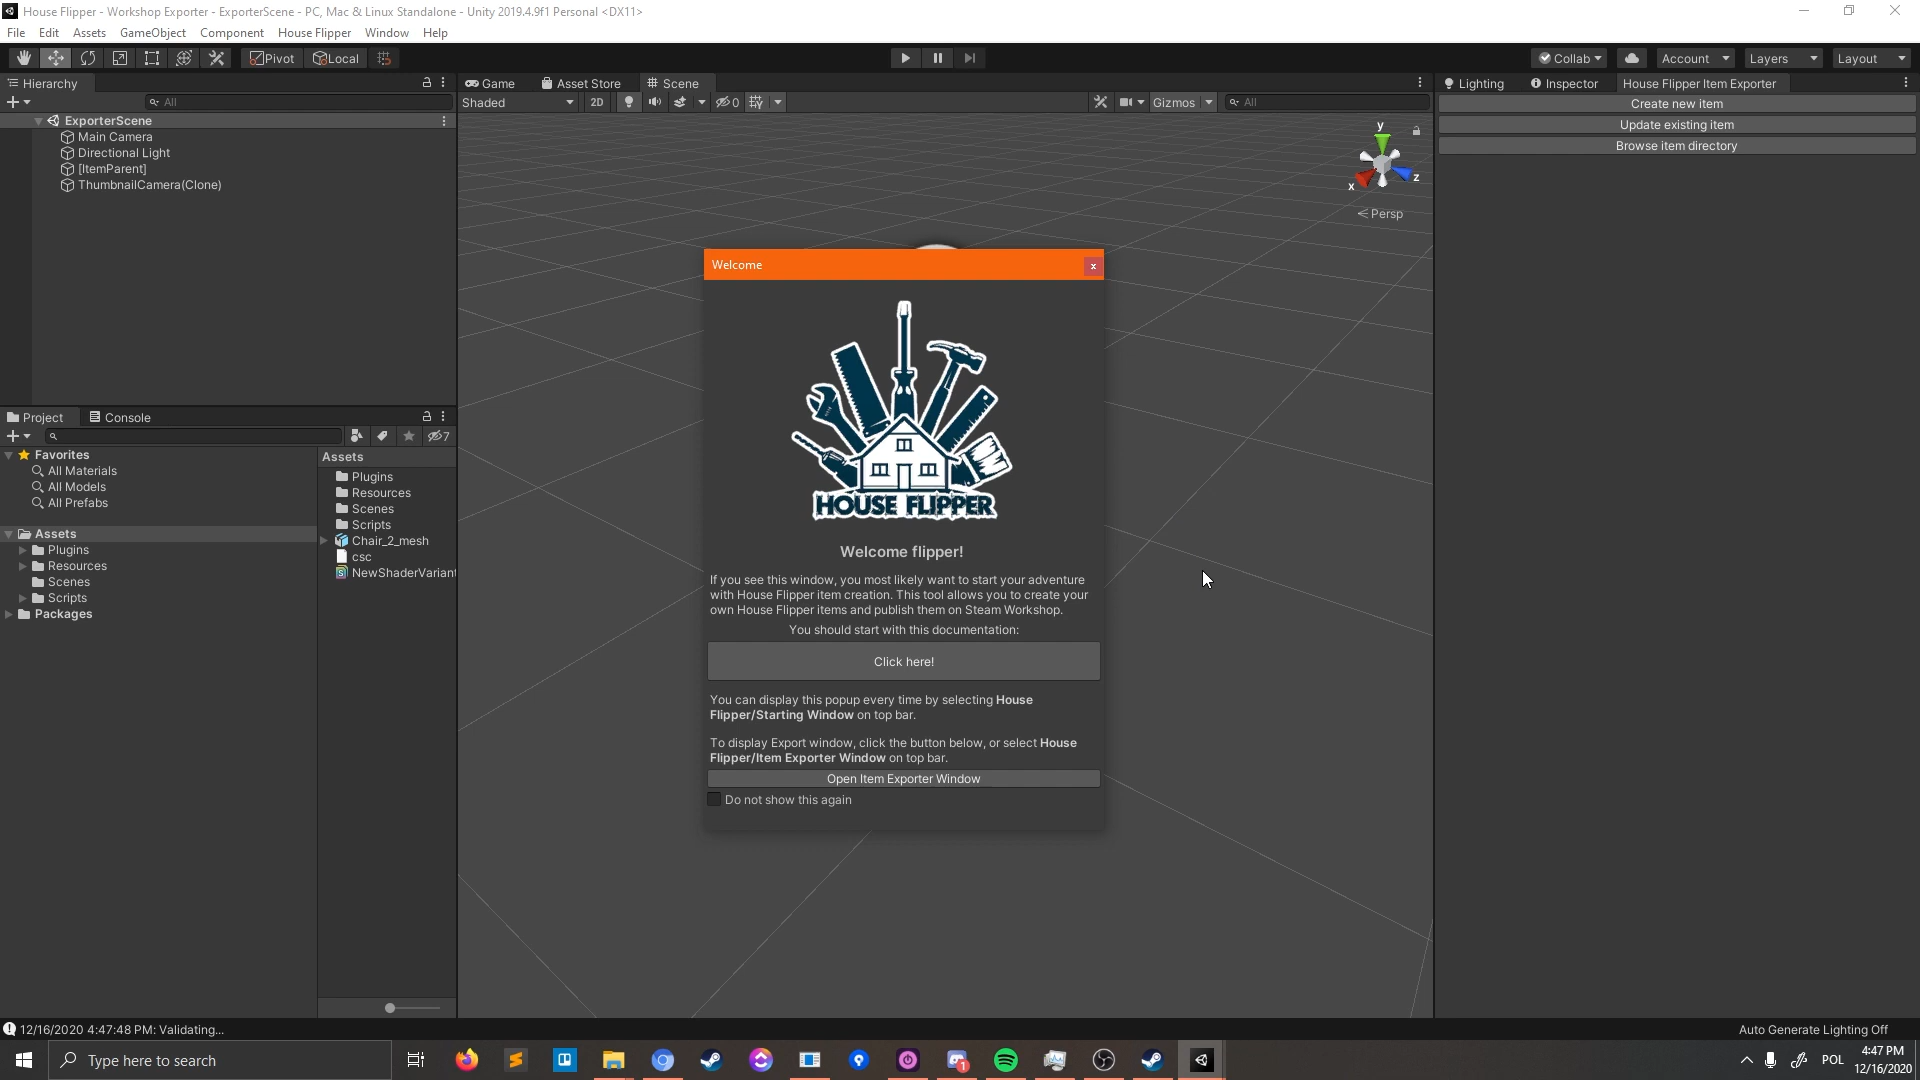 House Flipper - Workshop Exporter - ExporterScene - PC, Mac & Linux Standalone - Unity 2019.4.9f1 Personal <DX11>
File Edit Assets GameObject Component House Flipper Window Help
Pivot Local Collab Account Layers Layout
Hierarchy
All
ExporterScene
Main Camera
Directional Light
[ItemParent]
ThumbnailCamera(Clone)
Game Asset Store Scene
Shaded 2D 0 Gizmos All
y
x
z
Persp
Lighting Inspector House Flipper Item Exporter
Create new item
Update existing item
Browse item directory
Welcome
x
HOUSE FLIPPER
Welcome flipper!
If you see this window, you most likely want to start your adventure
with House Flipper item creation. This tool allows you to create your
own House Flipper items and publish them on Steam Workshop.
You should start with this documentation:
Click here!
You can display this popup every time by selecting House
Flipper/Starting Window on top bar.
To display Export window, click the button below, or select House
Flipper/Item Exporter Window on top bar.
Open Item Exporter Window
Do not show this again
Project Console
7
Favorites
All Materials
All Models
All Prefabs
Assets
Plugins
Resources
Scenes
Scripts
Packages
Assets
Plugins
Resources
Scenes
Scripts
Chair_2_mesh
csc
NewShaderVariant
12/16/2020 4:47:48 PM: Validating...
Auto Generate Lighting Off
Type here to search
1
POL
4:47 PM
12/16/2020